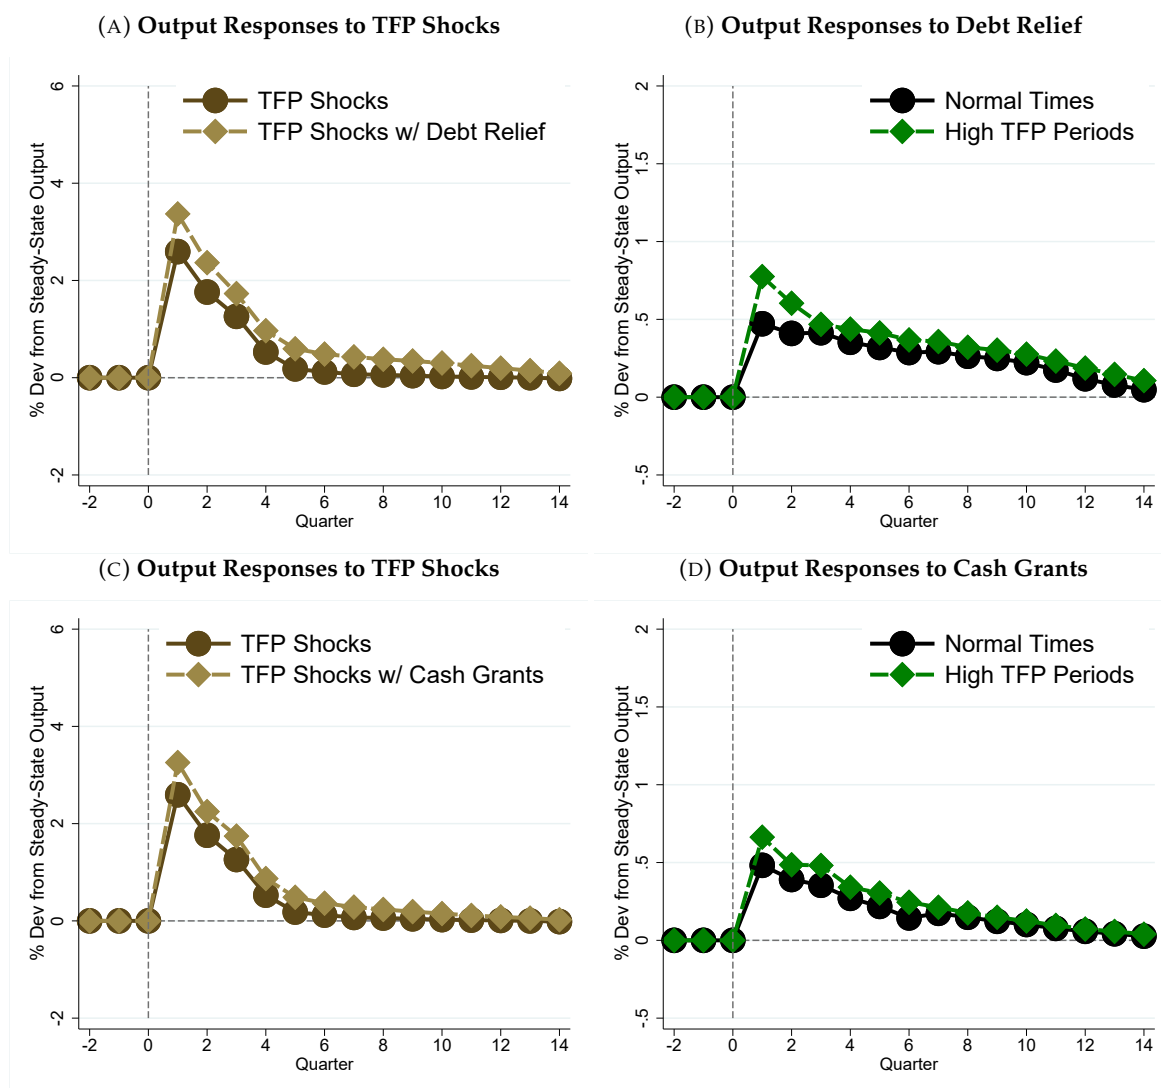 (A) Output Responses to TFP Shocks
% Dev from Steady-State Output
6
4
2
0
-2
TFP Shocks
TFP Shocks w/ Debt Relief
-2 0 2 4 6 8 10 12 14
Quarter
(B) Output Responses to Debt Relief
% Dev from Steady-State Output
2
1.5
1
.5
0
-.5
Normal Times
High TFP Periods
-2 0 2 4 6 8 10 12 14
Quarter
(C) Output Responses to TFP Shocks
% Dev from Steady-State Output
6
4
2
0
-2
TFP Shocks
TFP Shocks w/ Cash Grants
-2 0 2 4 6 8 10 12 14
Quarter
(D) Output Responses to Cash Grants
% Dev from Steady-State Output
2
1.5
1
.5
0
-.5
Normal Times
High TFP Periods
-2 0 2 4 6 8 10 12 14
Quarter